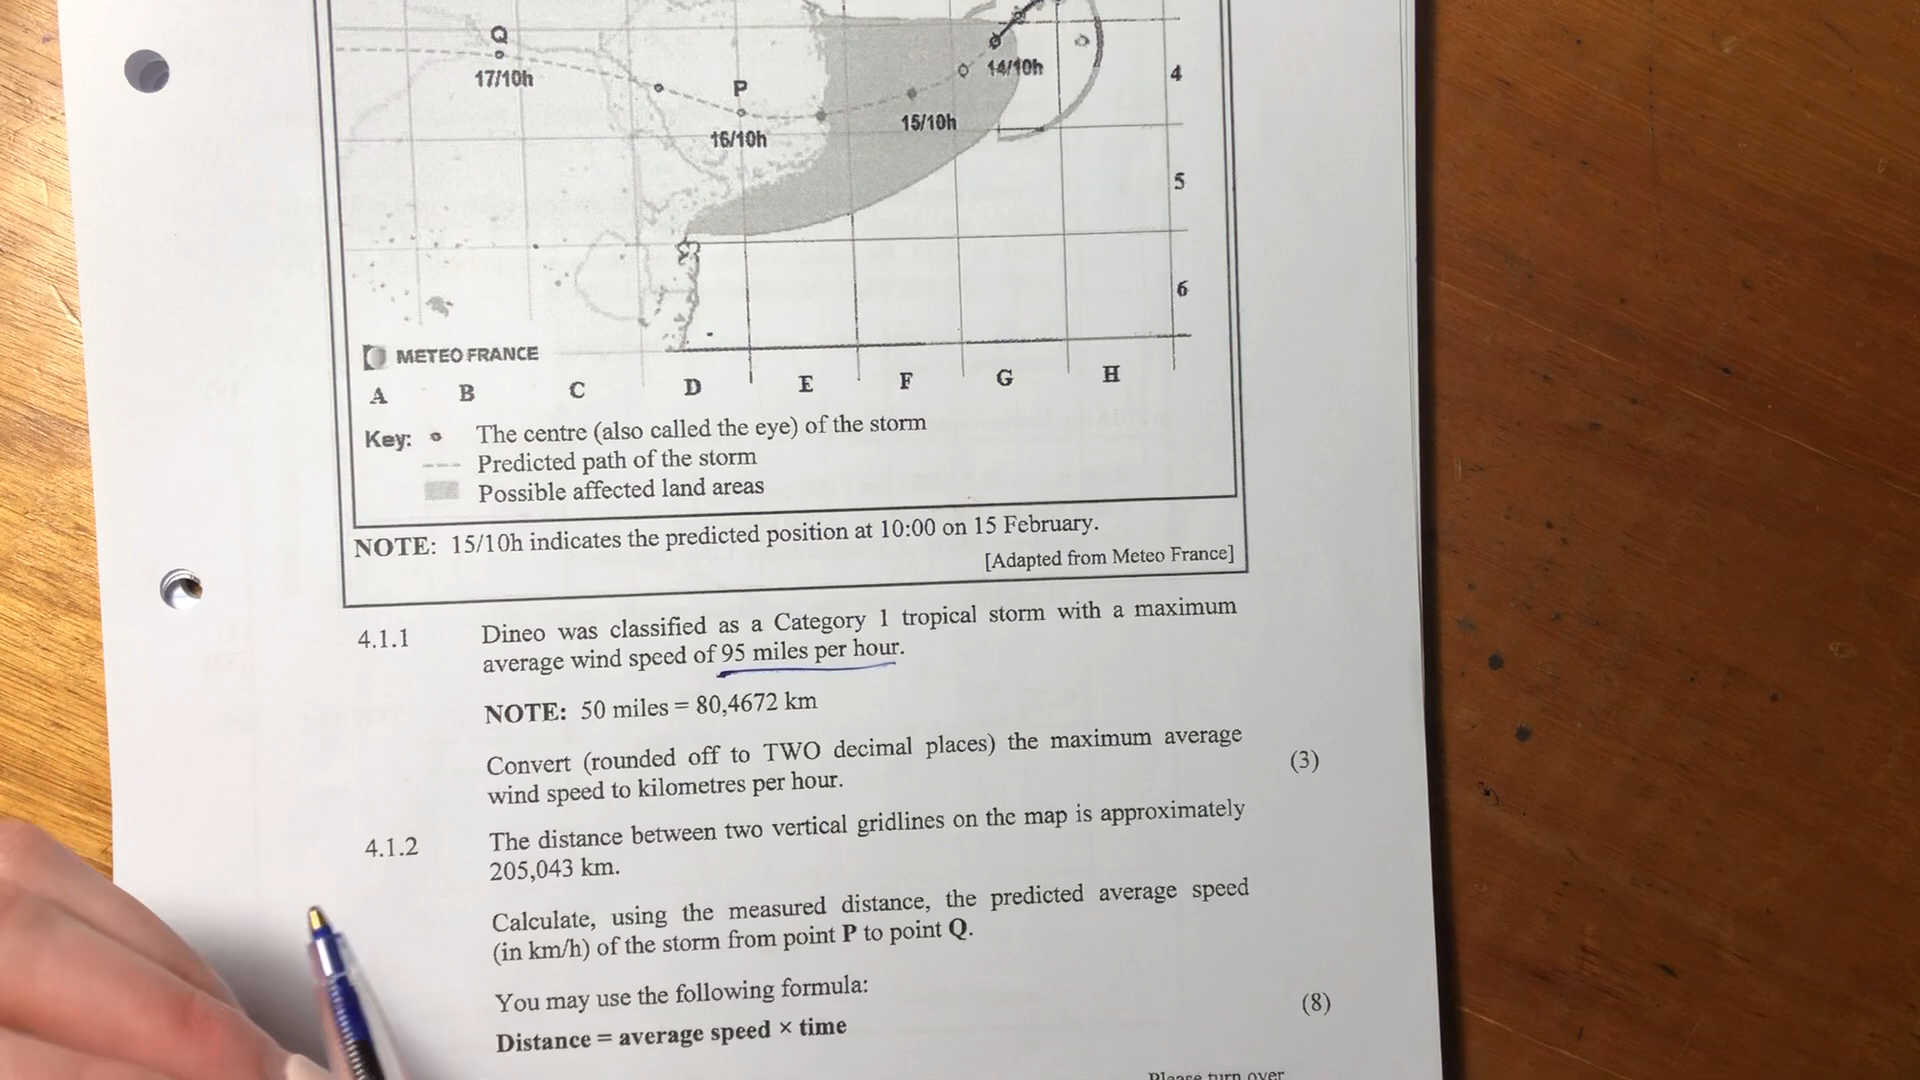 Q
17/10h
P
16/10h
15/10h
14/10h
4
5
6
METEO FRANCE
A B C D E F G H
Key: The centre (also called the eye) of the storm
Predicted path of the storm
Possible affected land areas
NOTE: 15/10h indicates the predicted position at 10:00 on 15 February.
[Adapted from Meteo France]
4.1.1 Dineo was classified as a Category 1 tropical storm with a maximum
average wind speed of 95 miles per hour.
NOTE: 50 miles = 80,4672 km
Convert (rounded off to TWO decimal places) the maximum average
wind speed to kilometres per hour. (3)
4.1.2 The distance between two vertical gridlines on the map is approximately
205,043 km.
Calculate, using the measured distance, the predicted average speed
(in km/h) of the storm from point P to point Q.
You may use the following formula:
Distance = average speed × time (8)
Please turn over